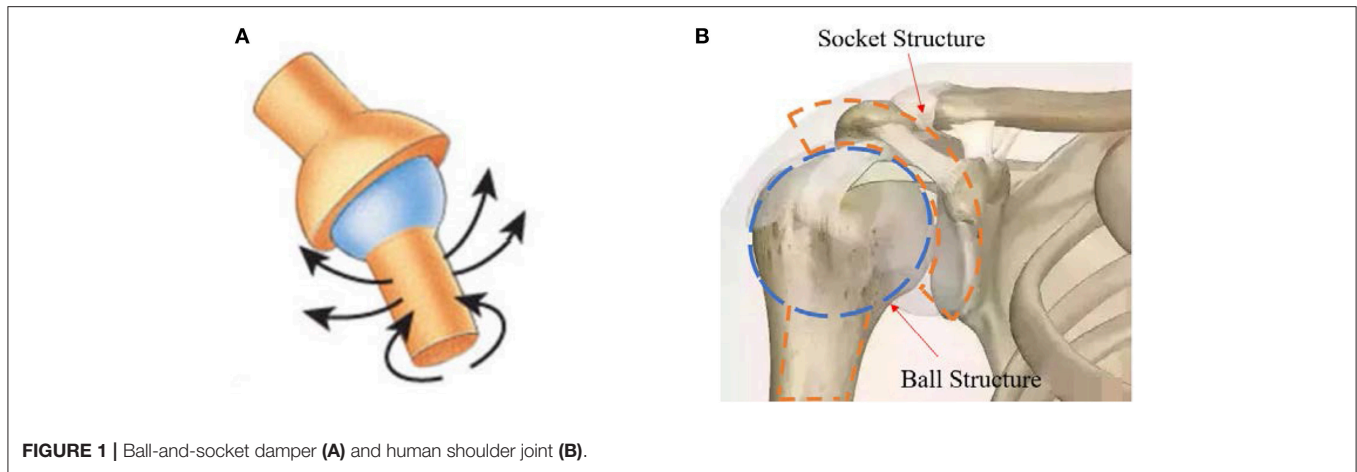 A
B
Socket Structure
Ball Structure
FIGURE 1 | Ball-and-socket damper (A) and human shoulder joint (B).